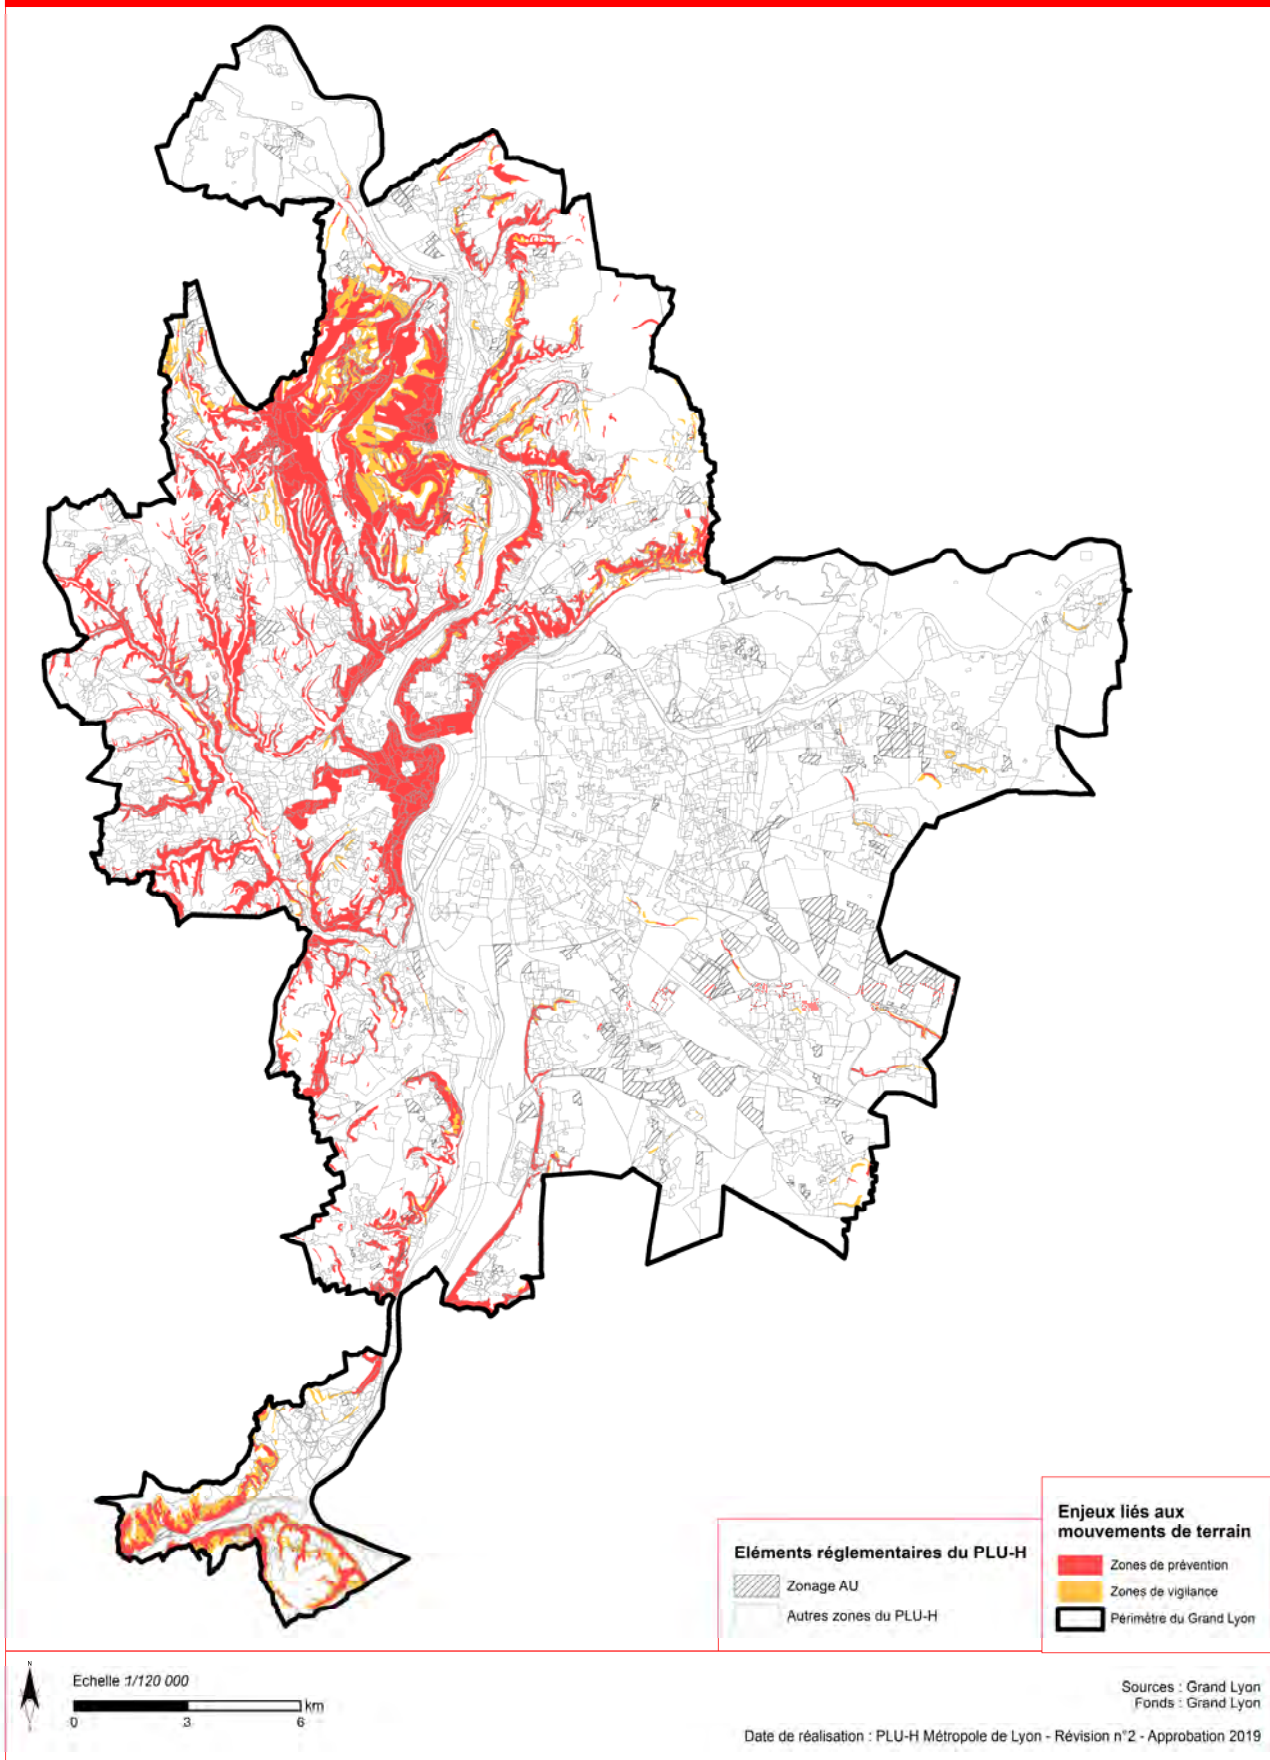 Eléments réglementaires du PLU-H
Zonage AU
Autres zones du PLU-H
Enjeux liés aux
mouvements de terrain
Zones de prévention
Zones de vigilance
Périmètre du Grand Lyon
N
Echelle :1/120 000
km
0 3 6
Sources : Grand Lyon
Fonds : Grand Lyon
Date de réalisation : PLU-H Métropole de Lyon - Révision n°2 - Approbation 2019